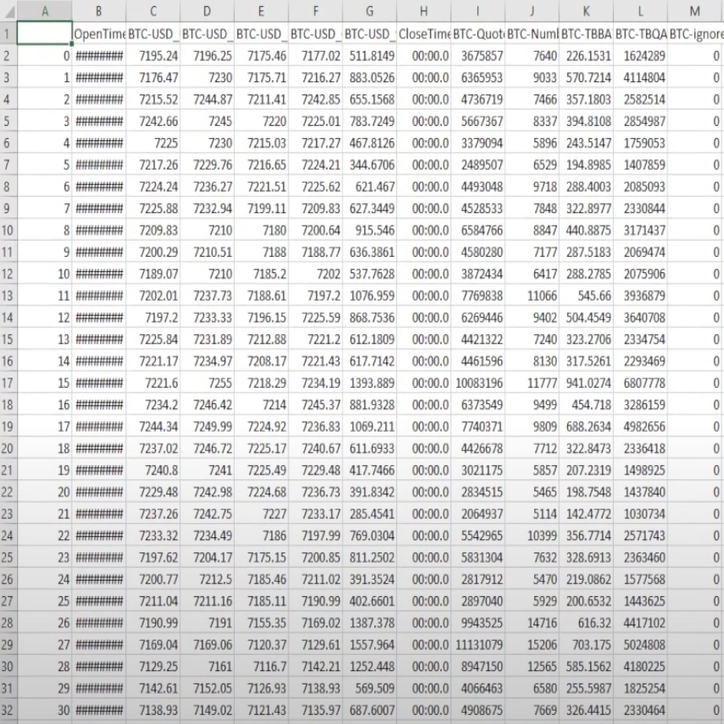 A B C D E F G H I J K L M
1 OpenTime BTC-USD_ BTC-USD_ BTC-USD_ BTC-USD_ BTC-USD_ CloseTime BTC-Quot BTC-Numl BTC-TBBA BTC-TBQA BTC-ignore
2 0 ######## 7195.24 7196.25 7175.46 7177.02 511.8149 00:00.0 3675857 7640 226.1531 1624289 0
3 1 ######## 7176.47 7230 7175.71 7216.27 883.0526 00:00.0 6365953 9033 570.7214 4114804 0
4 2 ######## 7215.52 7244.87 7211.41 7242.85 655.1568 00:00.0 4736719 7466 357.1803 2582514 0
5 3 ######## 7242.66 7245 7220 7225.01 783.7249 00:00.0 5667367 8337 394.8108 2854987 0
6 4 ######## 7225 7230 7215.03 7217.27 467.8126 00:00.0 3379094 5896 243.5147 1759053 0
7 5 ######## 7217.26 7229.76 7216.65 7224.21 344.6706 00:00.0 2489507 6529 194.8985 1407859 0
8 6 ######## 7224.24 7236.27 7221.51 7225.62 621.467 00:00.0 4493048 9718 288.4003 2085093 0
9 7 ######## 7225.88 7232.94 7199.11 7209.83 627.3449 00:00.0 4528533 7848 322.8977 2330844 0
10 8 ######## 7209.83 7210 7180 7200.64 915.546 00:00.0 6584766 8847 440.8875 3171437 0
11 9 ######## 7200.29 7210.51 7188 7188.77 636.3861 00:00.0 4580280 7177 287.5183 2069474 0
12 10 ######## 7189.07 7210 7185.2 7202 537.7628 00:00.0 3872434 6417 288.2785 2075906 0
13 11 ######## 7202.01 7237.73 7188.61 7197.2 1076.959 00:00.0 7769838 11066 545.66 3936879 0
14 12 ######## 7197.2 7233.33 7196.15 7225.59 868.7536 00:00.0 6269446 9402 504.4549 3640708 0
15 13 ######## 7225.84 7231.89 7212.88 7221.2 612.1809 00:00.0 4421322 7240 323.2706 2334754 0
16 14 ######## 7221.17 7234.97 7208.17 7221.43 617.7142 00:00.0 4461596 8130 317.5261 2293469 0
17 15 ######## 7221.6 7255 7218.29 7234.19 1393.889 00:00.0 10083196 11777 941.0274 6807778 0
18 16 ######## 7234.2 7246.42 7214 7245.37 881.9328 00:00.0 6373549 9499 454.718 3286159 0
19 17 ######## 7244.34 7249.99 7224.92 7236.83 1069.211 00:00.0 7740371 9809 688.2634 4982656 0
20 18 ######## 7237.02 7246.72 7225.17 7240.67 611.6933 00:00.0 4426678 7712 322.8473 2336418 0
21 19 ######## 7240.8 7241 7225.49 7229.48 417.7466 00:00.0 3021175 5857 207.2319 1498925 0
22 20 ######## 7229.48 7242.98 7224.68 7236.73 391.8342 00:00.0 2834515 5465 198.7548 1437840 0
23 21 ######## 7237.26 7242.75 7227 7233.17 285.4541 00:00.0 2064937 5114 142.4772 1030734 0
24 22 ######## 7233.32 7234.49 7186 7197.99 769.0304 00:00.0 5542965 10399 356.7714 2571743 0
25 23 ######## 7197.62 7204.17 7175.15 7200.85 811.2502 00:00.0 5831304 7632 328.6913 2363460 0
26 24 ######## 7200.77 7212.5 7185.46 7211.02 391.3524 00:00.0 2817912 5470 219.0862 1577568 0
27 25 ######## 7211.04 7211.16 7185.11 7190.99 402.6601 00:00.0 2897040 5929 200.6532 1443625 0
28 26 ######## 7190.99 7191 7155.35 7169.02 1387.378 00:00.0 9943525 14716 616.32 4417102 0
29 27 ######## 7169.04 7169.06 7120.37 7129.61 1557.964 00:00.0 11131079 15206 703.175 5024808 0
30 28 ######## 7129.25 7161 7116.7 7142.21 1252.448 00:00.0 8947150 12565 585.1562 4180225 0
31 29 ######## 7142.61 7152.05 7126.93 7138.93 569.509 00:00.0 4066463 6580 255.5987 1825254 0
32 30 ######## 7138.93 7149.02 7121.43 7135.97 687.6007 00:00.0 4908675 7669 326.4415 2330464 0